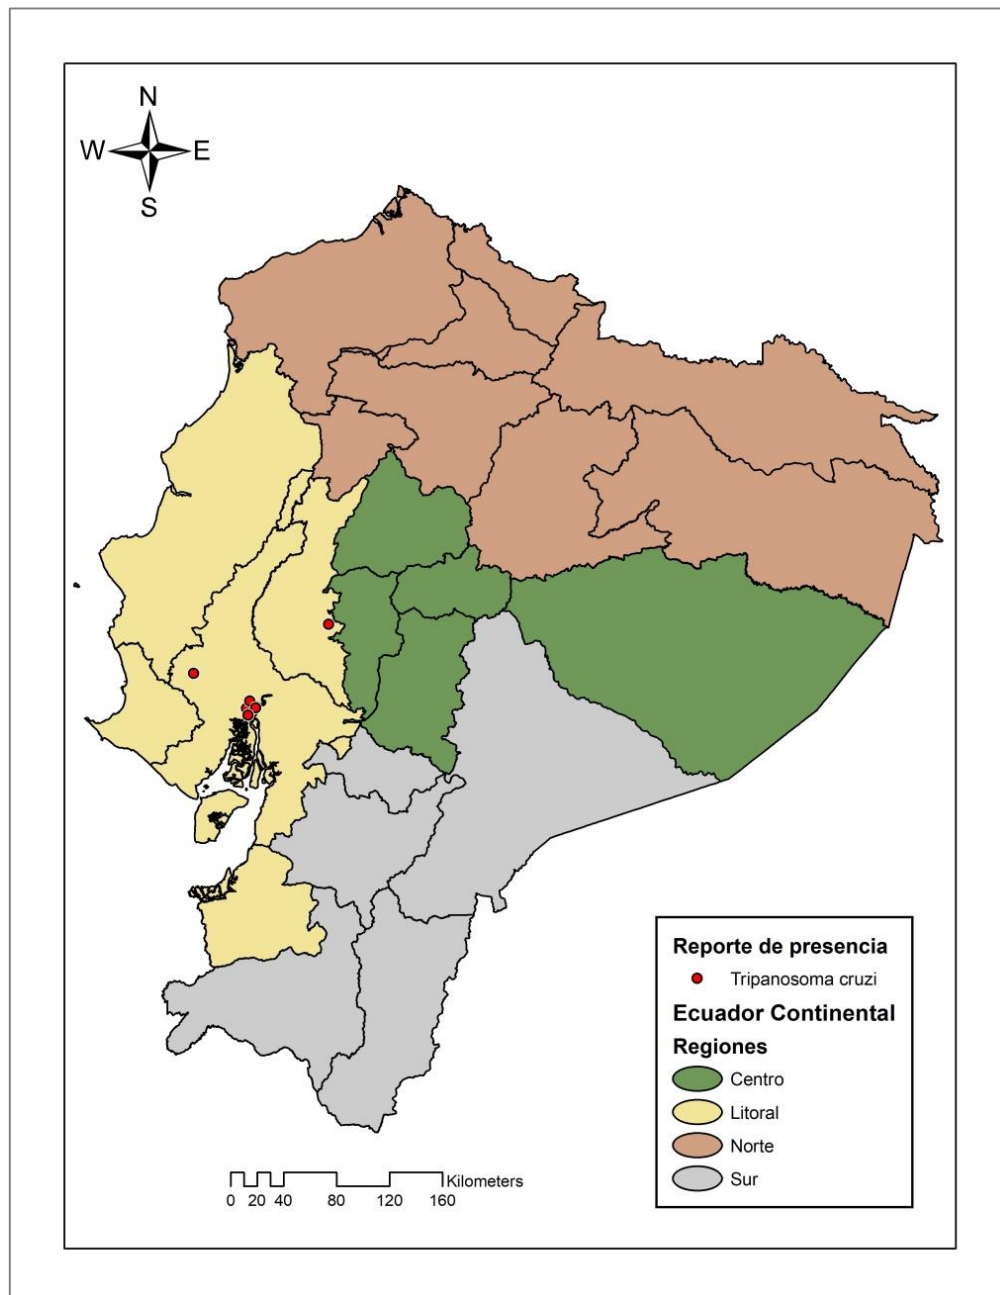 N
W E
S
Reporte de presencia
Tripanosoma cruzi
Ecuador Continental
Regiones
Centro
Litoral
Norte
Sur
Kilometers
0 20 40 80 120 160